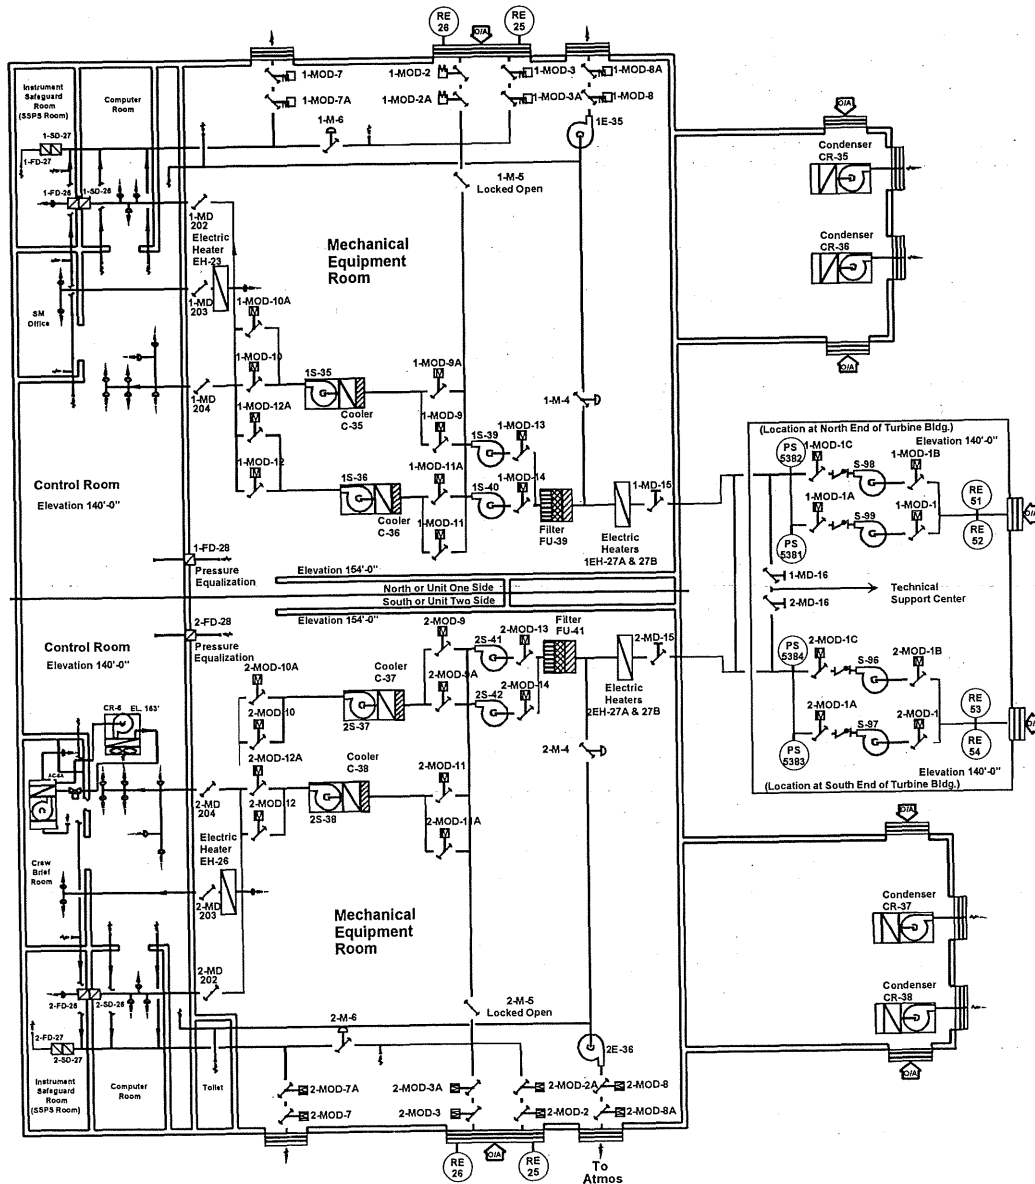 RE
26
RE
25
O/A
Instrument
Safeguard
Room
(SSPS Room)
Computer
Room
1-MOD-7
1-MOD-7A
1-MOD-2
1-MOD-2A
1-MOD-3
1-MOD-3A
1-MOD-8A
1-MOD-8
1-M-6
1E-35
O/A
1-SD-27
1-FD-27
Condenser
CR-35
1-M-5
Locked Open
1-FD-26
1-SD-26
1-MD
202
Electric
Heater
EH-23
Mechanical
Equipment
Room
Condenser
CR-36
1-MD
203
1-MOD-10A
SM
Office
O/A
1-MOD-10
1S-35
1-MOD-9A
1-MD
204
1-MOD-12A
Cooler
C-35
1-MOD-9
1-M-4
1S-39
1-MOD-13
(Location at North End of Turbine Bldg.)
Elevation 140'-0"
PS
5382
1-MOD-1C
S-98
1-MOD-1B
1-MOD-12
1S-36
1-MOD-11A
1S-40
1-MOD-14
1-MD-15
Control Room
Elevation 140'-0"
Cooler
C-36
1-MOD-11
Filter
FU-39
1-MOD-1A
S-99
1-MOD-1
RE
51
RE
52
O/A
PS
5381
Electric
Heaters
1EH-27A & 27B
1-FD-28
Pressure
Equalization
Elevation 154'-0"
North or Unit One Side
South or Unit Two Side
Elevation 154'-0"
1-MD-16
2-MD-16
Technical
Support Center
2-FD-28
Pressure
Equalization
Control Room
Elevation 140'-0"
2-MOD-9
2S-41
2-MOD-13
Filter
FU-41
2-MD-15
2-MOD-10A
Cooler
C-37
2-MOD-9A
2S-42
2-MOD-14
Electric
Heaters
2EH-27A & 27B
PS
5384
2-MOD-1C
S-96
2-MOD-1B
CR-6
EL. 163'
2-MOD-10
2S-37
2-MOD-1A
S-97
2-MOD-1
RE
53
RE
54
O/A
PS
5383
2-M-4
2-MOD-12A
Cooler
C-38
2-MOD-11
Elevation 140'-0"
(Location at South End of Turbine Bldg.)
2-MD
204
2-MOD-12
2S-38
2-MOD-11A
O/A
Electric
Heater
EH-26
Crew
Brief
Room
2-MD
203
Condenser
CR-37
Mechanical
Equipment
Room
2-MD
202
2-FD-26
2-SD-26
Condenser
CR-38
2-M-5
Locked Open
2-M-6
2-FD-27
2-SD-27
2E-36
O/A
Instrument
Safeguard
Room
(SSPS Room)
Computer
Room
Toilet
2-MOD-7A
2-MOD-7
2-MOD-3A
2-MOD-3
2-MOD-2A
2-MOD-2
2-MOD-8
2-MOD-8A
RE
26
O/A
RE
25
To
Atmos